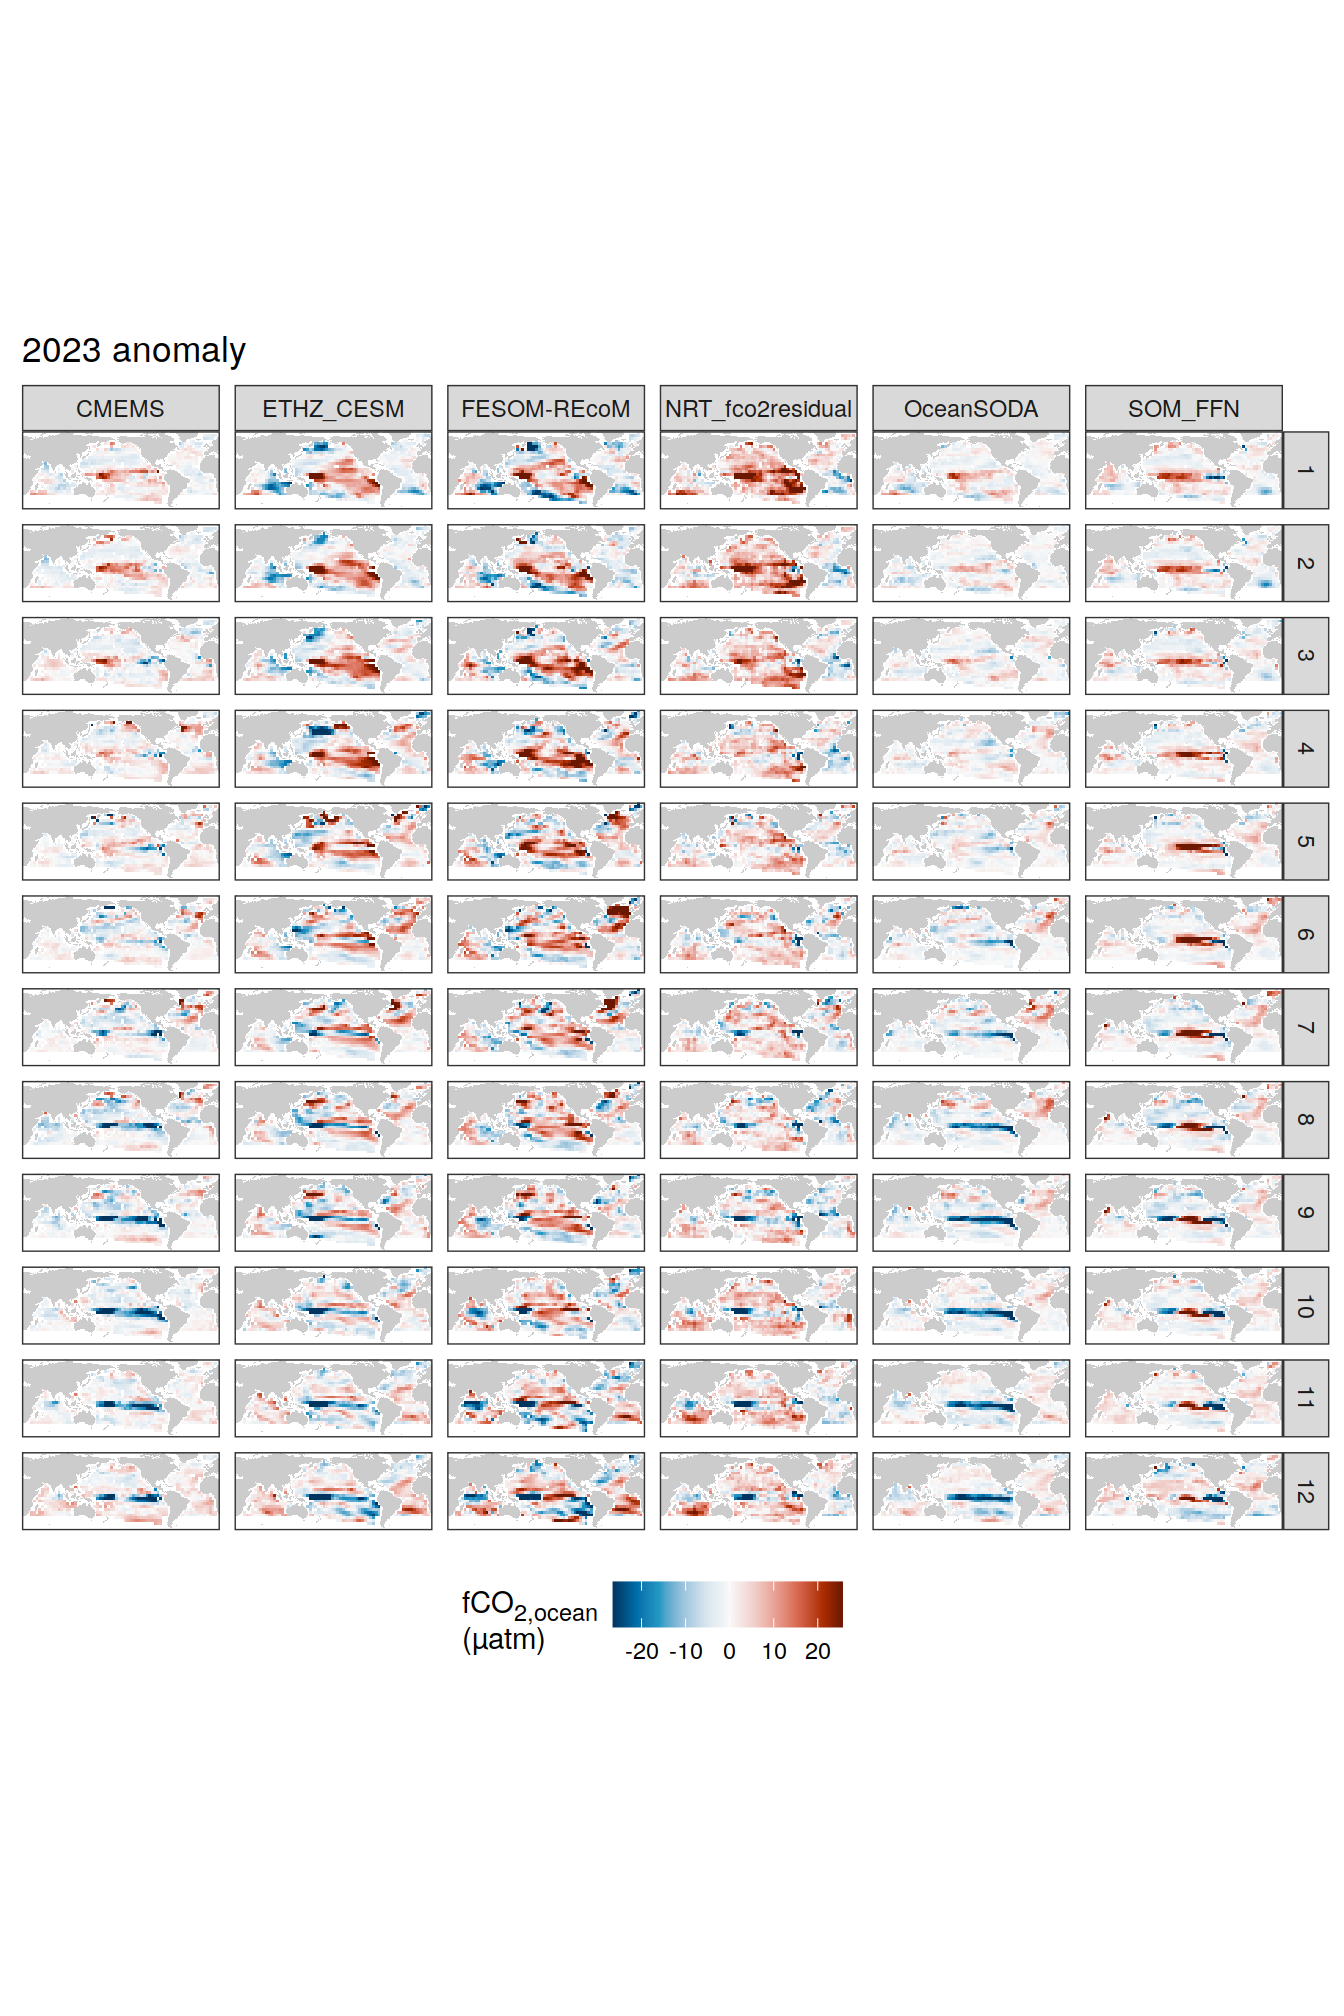 2023 anomaly
CMEMS ETHZ_CESM FESOM-REcoM NRT_fco2residual OceanSODA SOM_FFN
1
2
3
4
5
6
7
8
9
10
11
12
fCO2,ocean
(µatm)
-20 -10 0 10 20